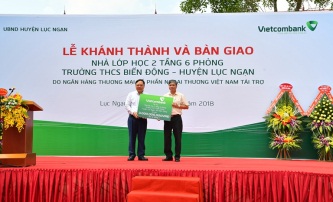 UBND HUYỆN LỤC NGẠN
Vietcombank
LỄ KHÁNH THÀNH VÀ BÀN GIAO
NHÀ LỚP HỌC 2 TẦNG 6 PHÒNG
TRƯỜNG THCS BIỂN ĐỘNG – HUYỆN LỤC NGẠN
DO NGÂN HÀNG THƯƠNG MẠI CỔ PHẦN NGOẠI THƯƠNG VIỆT NAM TÀI TRỢ
Lục Ngạn
2018